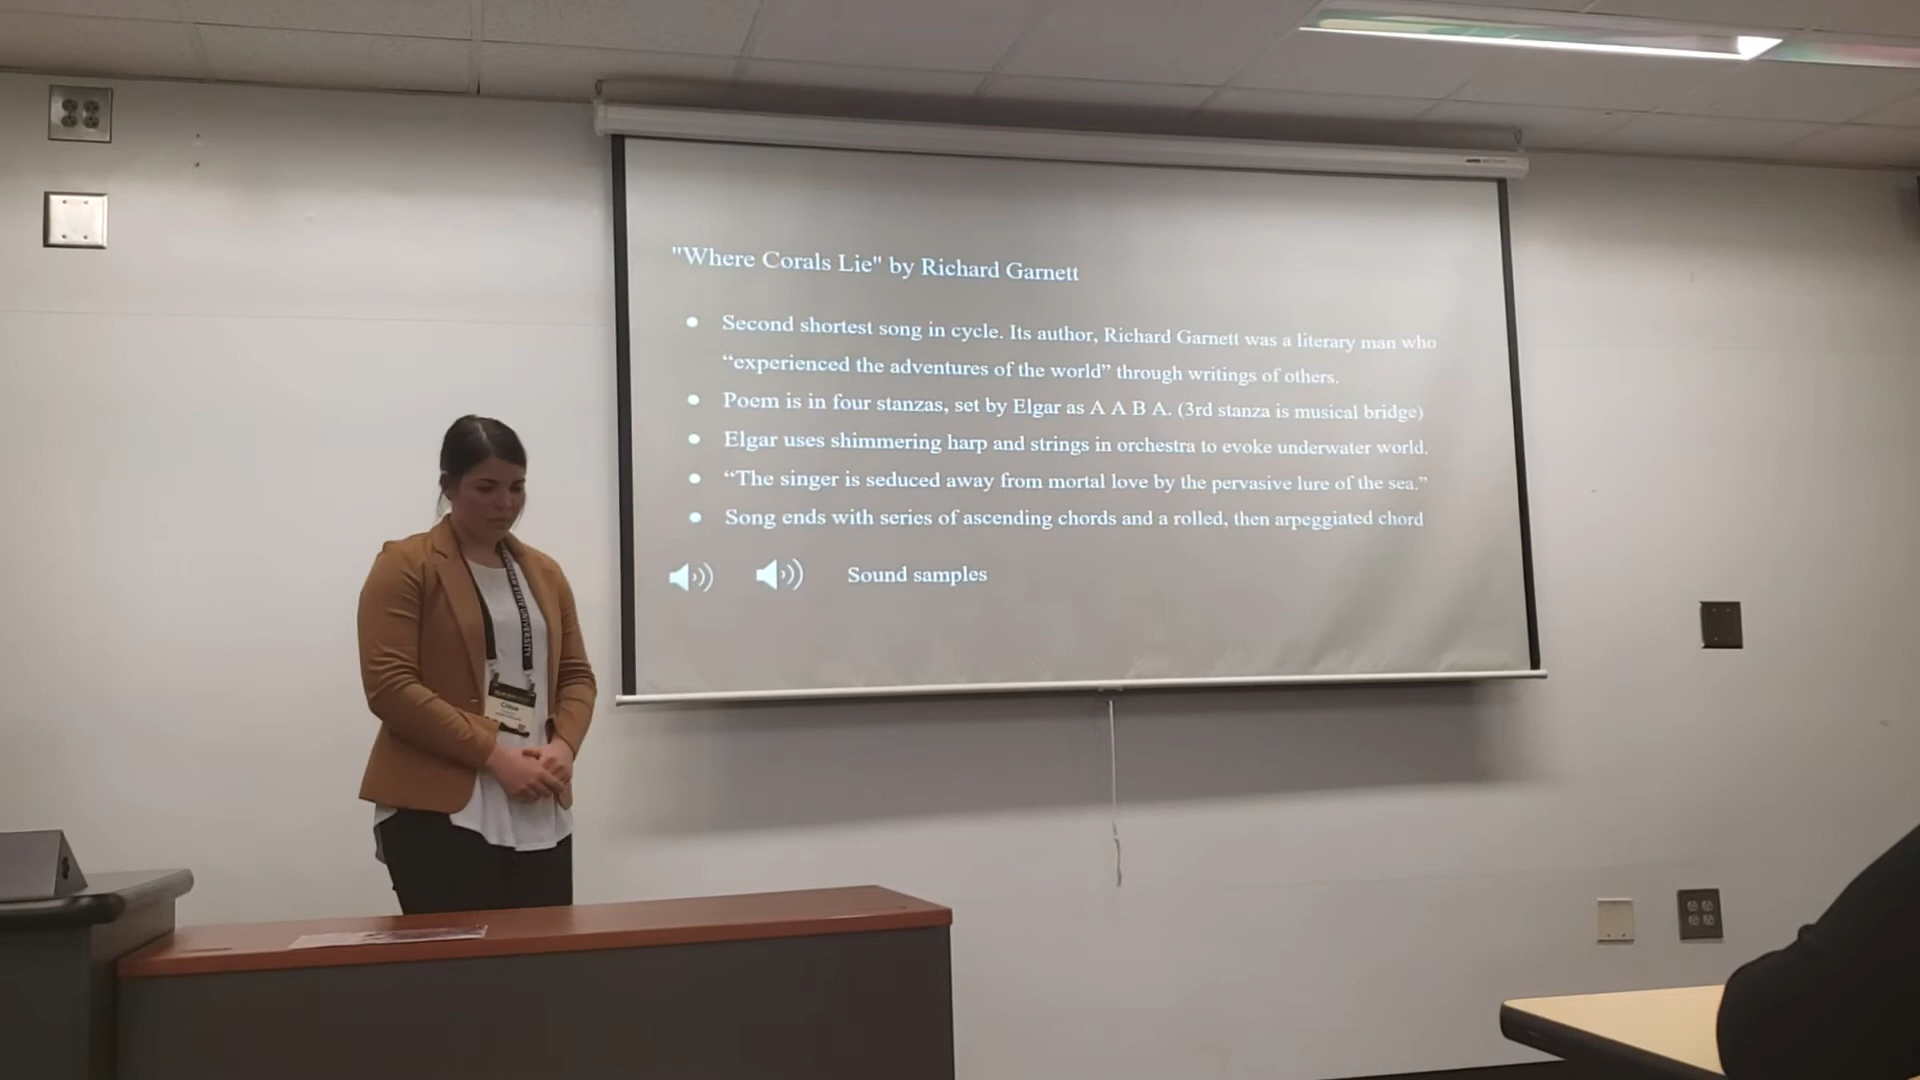 "Where Corals Lie" by Richard Garnett
● Second shortest song in cycle. Its author, Richard Garnett was a literary man who
“experienced the adventures of the world” through writings of others.
● Poem is in four stanzas, set by Elgar as A A B A. (3rd stanza is musical bridge)
● Elgar uses shimmering harp and strings in orchestra to evoke underwater world.
● “The singer is seduced away from mortal love by the pervasive lure of the sea.”
● Song ends with series of ascending chords and a rolled, then arpeggiated chord
Sound samples
STATE UNIVERSITY
Chloe